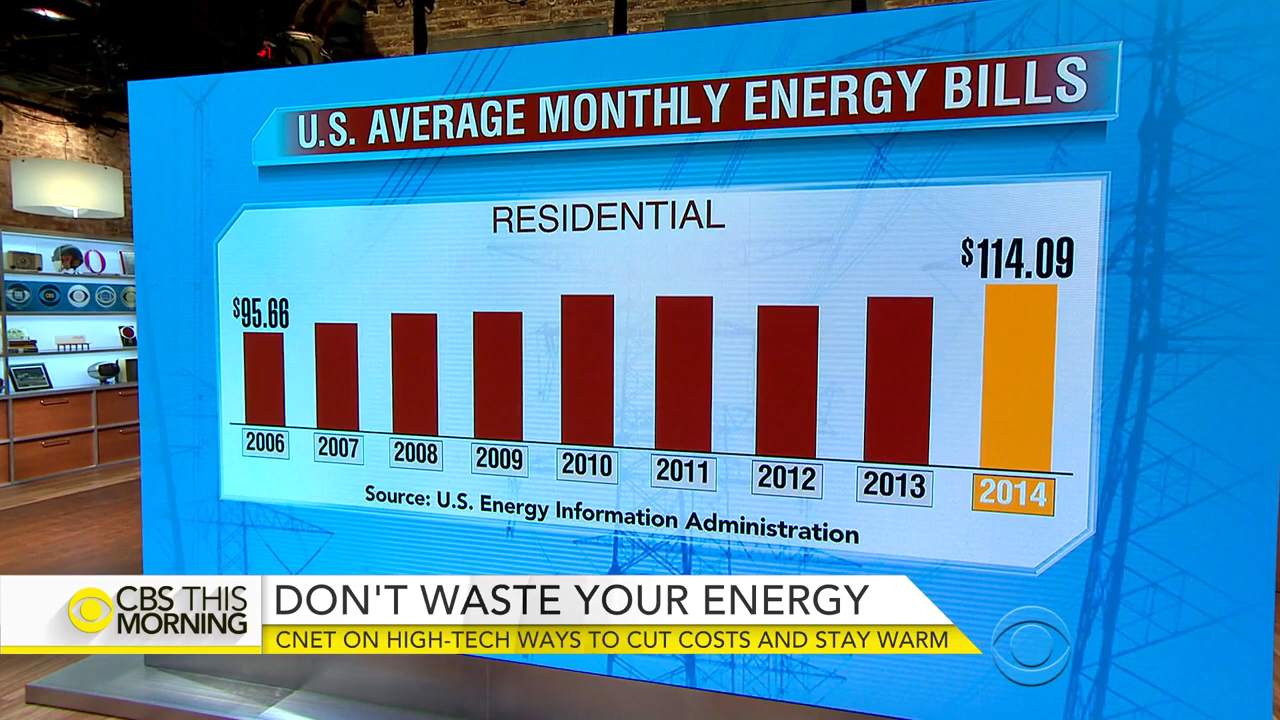 U.S. AVERAGE MONTHLY ENERGY BILLS
RESIDENTIAL
$95.66
$114.09
2006
2007
2008
2009
2010
2011
2012
2013
2014
Source: U.S. Energy Information Administration
CBS THIS
MORNING
DON'T WASTE YOUR ENERGY
CNET ON HIGH-TECH WAYS TO CUT COSTS AND STAY WARM
CBS